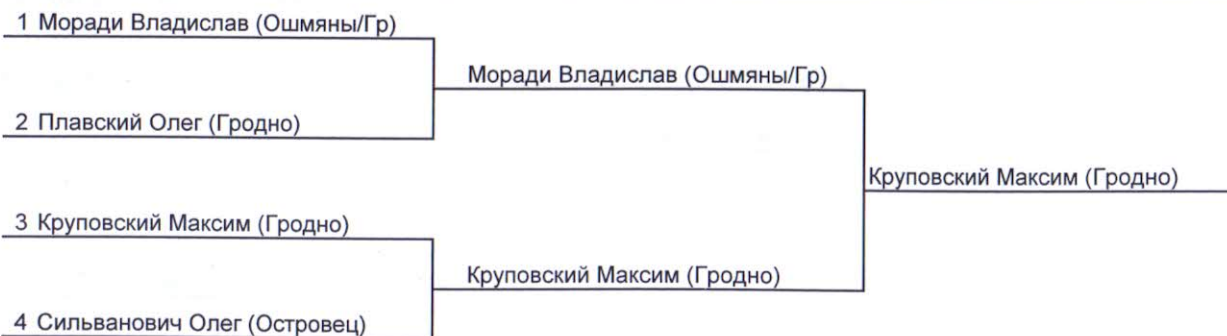 1 Моради Владислав (Ошмяны/Гр)
Моради Владислав (Ошмяны/Гр)
2 Плавский Олег (Гродно)
Круповский Максим (Гродно)
3 Круповский Максим (Гродно)
Круповский Максим (Гродно)
4 Сильванович Олег (Островец)